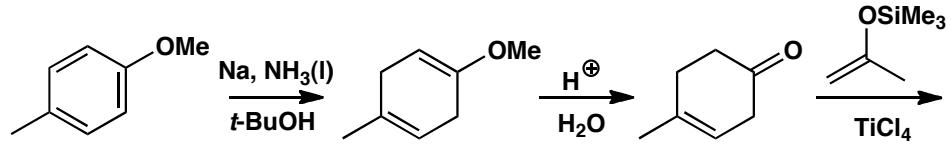 OMe
Na, NH3(l)
t-BuOH
OMe
H⊕
H2O
O
OSiMe3
TiCl4